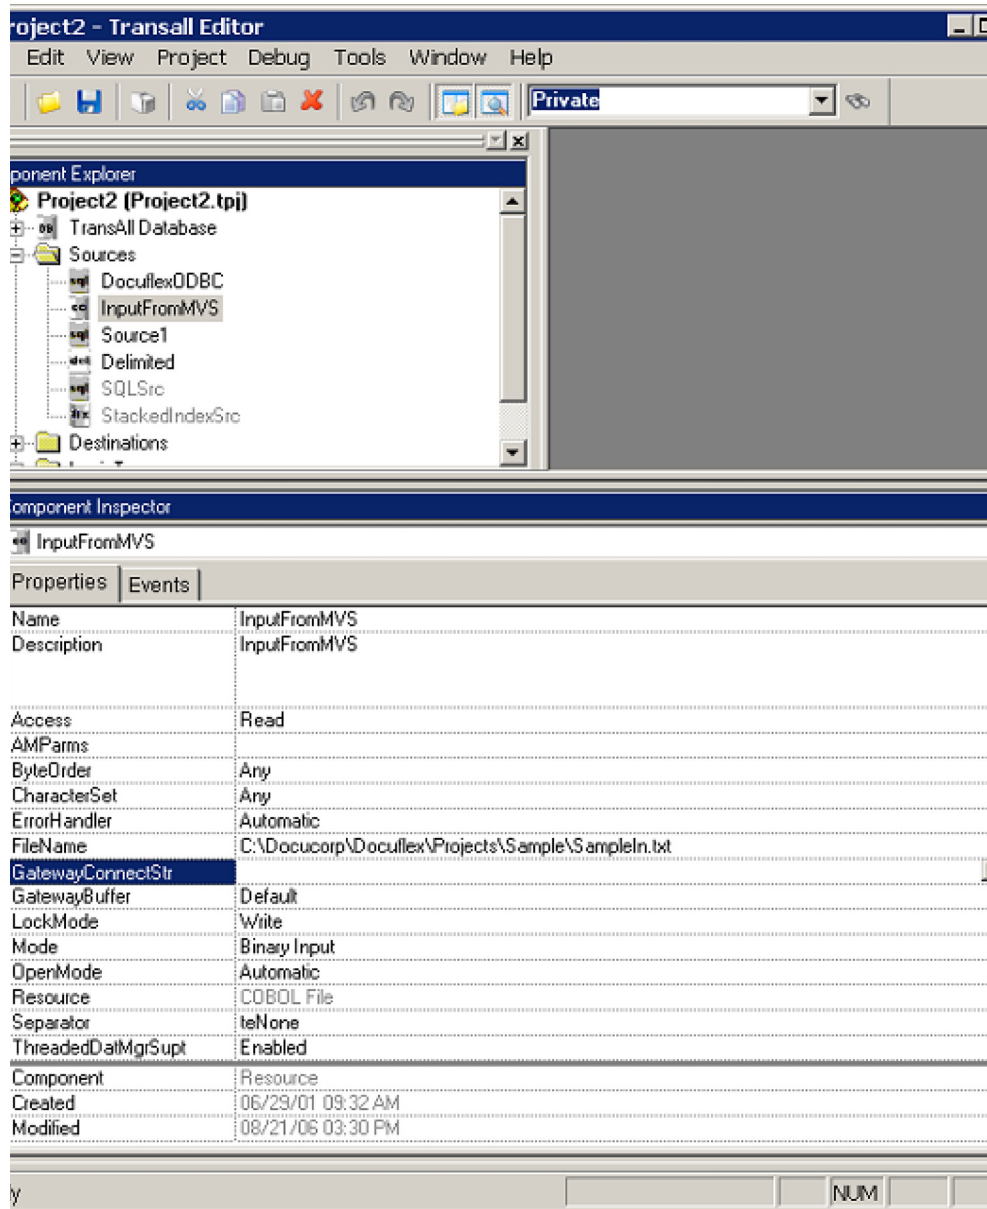 roject2 - Transall Editor
Edit View Project Debug Tools Window Help
Private
ponent Explorer
Project2 (Project2.tpj)
TransAll Database
Sources
DocuflexODBC
InputFromMVS
Source1
Delimited
SQLSrc
StackedIndexSrc
Destinations
omponent Inspector
InputFromMVS
Properties Events
Name InputFromMVS
Description InputFromMVS
Access Read
AMParms
ByteOrder Any
CharacterSet Any
ErrorHandler Automatic
FileName C:\Docucorp\Docuflex\Projects\Sample\SampleIn.txt
GatewayConnectStr
GatewayBuffer Default
LockMode Write
Mode Binary Input
OpenMode Automatic
Resource COBOL File
Separator teNone
ThreadedDatMgrSupt Enabled
Component Resource
Created 06/29/01 09:32 AM
Modified 08/21/06 03:30 PM
y NUM